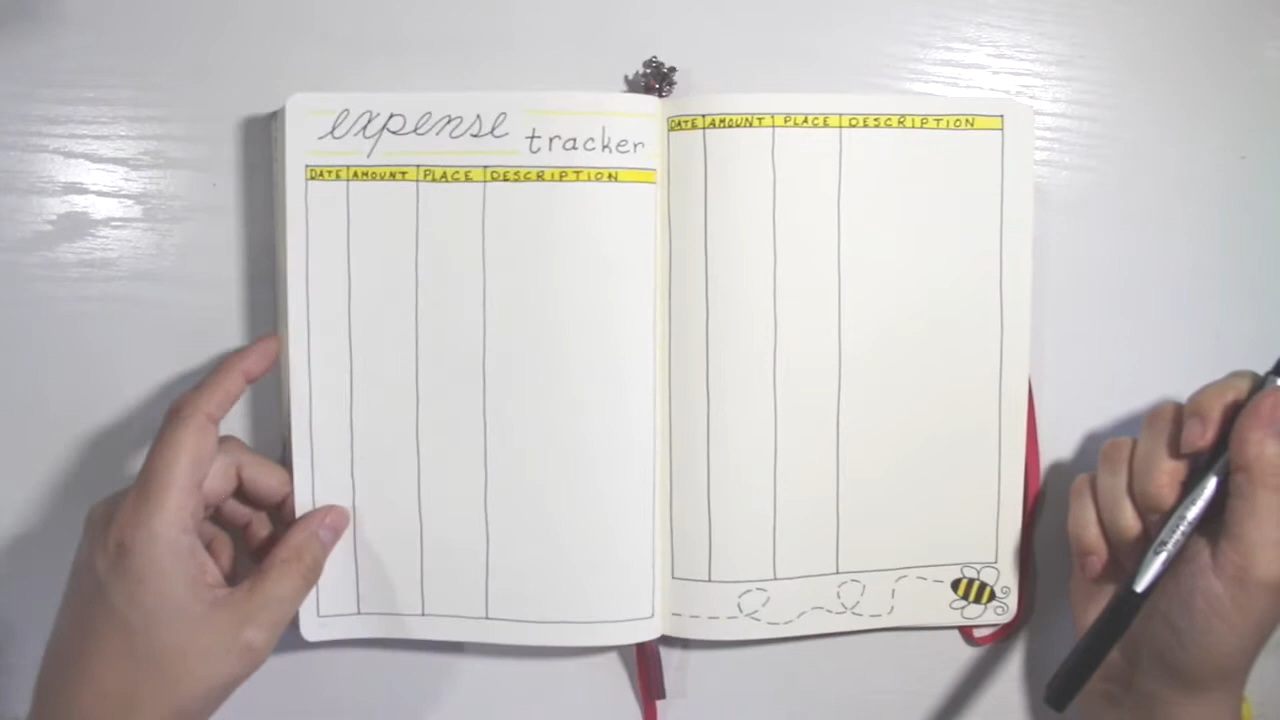 expense tracker
DATE AMOUNT PLACE DESCRIPTION
DATE AMOUNT PLACE DESCRIPTION
Sharpie